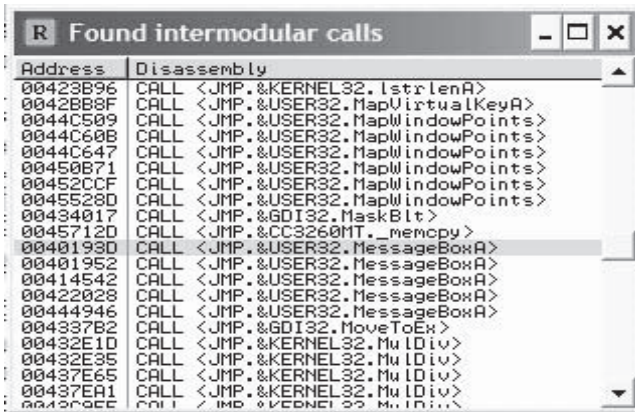 R Found intermodular calls
Address Disassembly
00423B96 CALL <JMP.&KERNEL32.lstrlenA>
0042BB8F CALL <JMP.&USER32.MapVirtualKeyA>
0044C509 CALL <JMP.&USER32.MapWindowPoints>
0044C60B CALL <JMP.&USER32.MapWindowPoints>
0044C647 CALL <JMP.&USER32.MapWindowPoints>
00450B71 CALL <JMP.&USER32.MapWindowPoints>
00452CCF CALL <JMP.&USER32.MapWindowPoints>
0045528D CALL <JMP.&USER32.MapWindowPoints>
00434017 CALL <JMP.&GDI32.MaskBlt>
0045712D CALL <JMP.&CC3260MT._memcpy>
0040193D CALL <JMP.&USER32.MessageBoxA>
00401952 CALL <JMP.&USER32.MessageBoxA>
00414542 CALL <JMP.&USER32.MessageBoxA>
00422028 CALL <JMP.&USER32.MessageBoxA>
00444946 CALL <JMP.&USER32.MessageBoxA>
004337B2 CALL <JMP.&GDI32.MoveToEx>
00432E1D CALL <JMP.&KERNEL32.MulDiv>
00432E35 CALL <JMP.&KERNEL32.MulDiv>
00437E65 CALL <JMP.&KERNEL32.MulDiv>
00437EA1 CALL <JMP.&KERNEL32.MulDiv>
CALL <JMP.&KERNEL32.MulDiv>